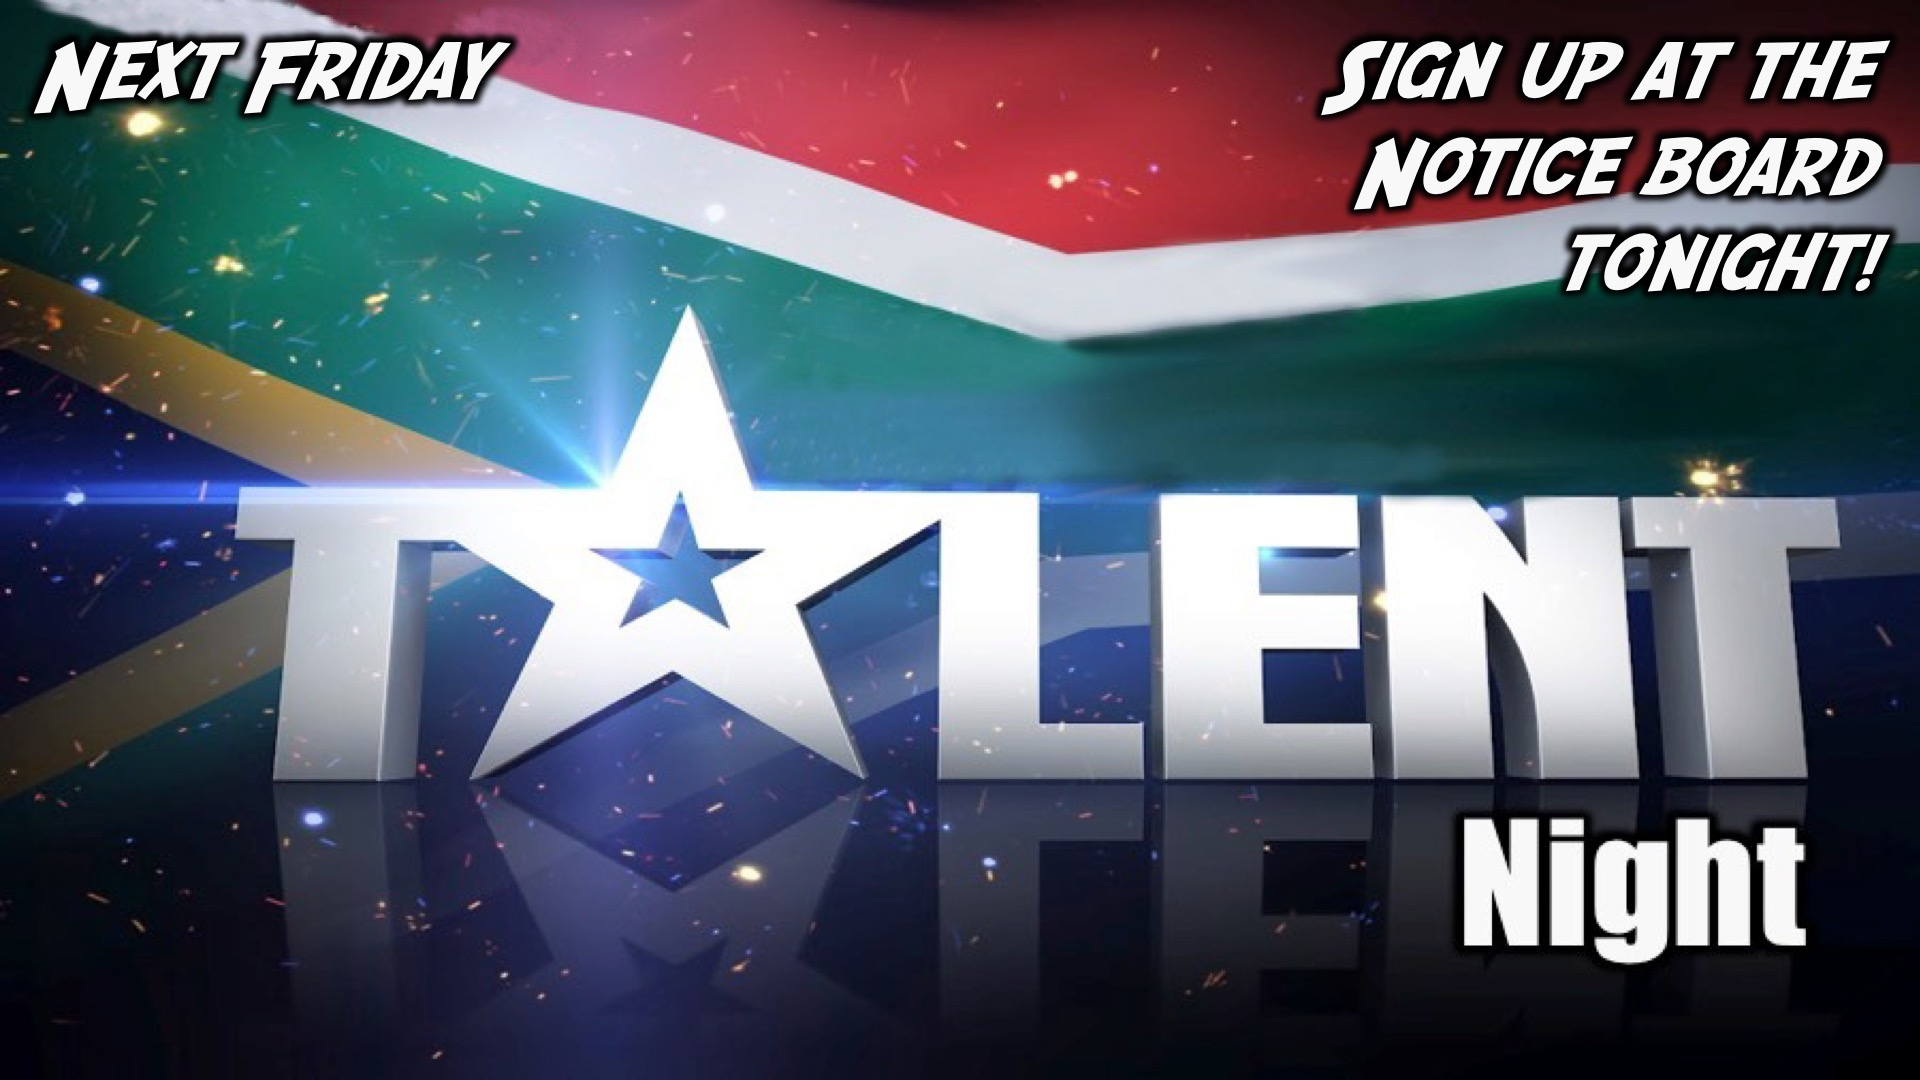 Next Friday
Sign up at the
Notice board
tonight!
TALENT
Night